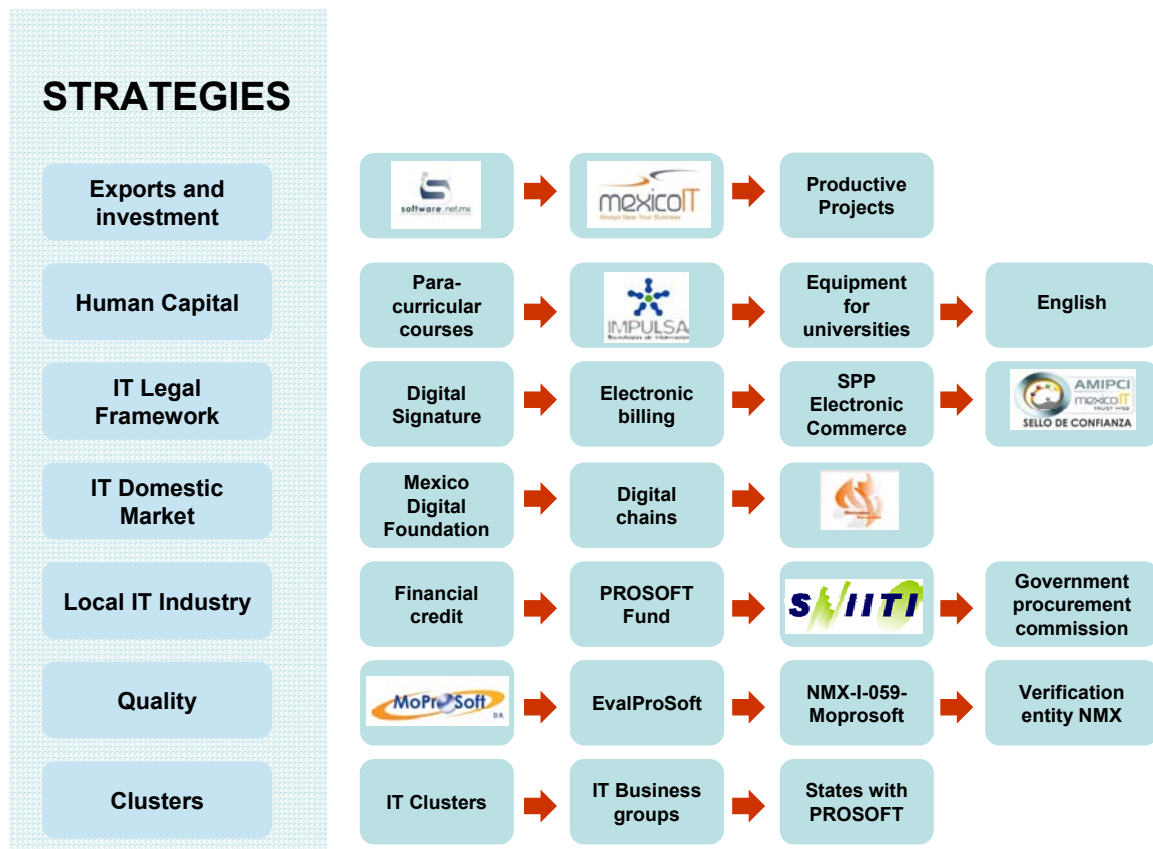 STRATEGIES
Exports and
investment
software.net.mx
mexicoIT
Always Near Your Business
Productive
Projects
Human Capital
Para-
curricular
courses
IMPULSA
Tecnologías de Información
Equipment
for
universities
English
IT Legal
Framework
Digital
Signature
Electronic
billing
SPP
Electronic
Commerce
AMIPCI
mexicoIT
TRUST WEB
SELLO DE CONFIANZA
IT Domestic
Market
Mexico
Digital
Foundation
Digital
chains
Local IT Industry
Financial
credit
PROSOFT
Fund
SNIITI
Government
procurement
commission
Quality
MoProSoft
D.R.
EvalProSoft
NMX-I-059-
Moprosoft
Verification
entity NMX
Clusters
IT Clusters
IT Business
groups
States with
PROSOFT